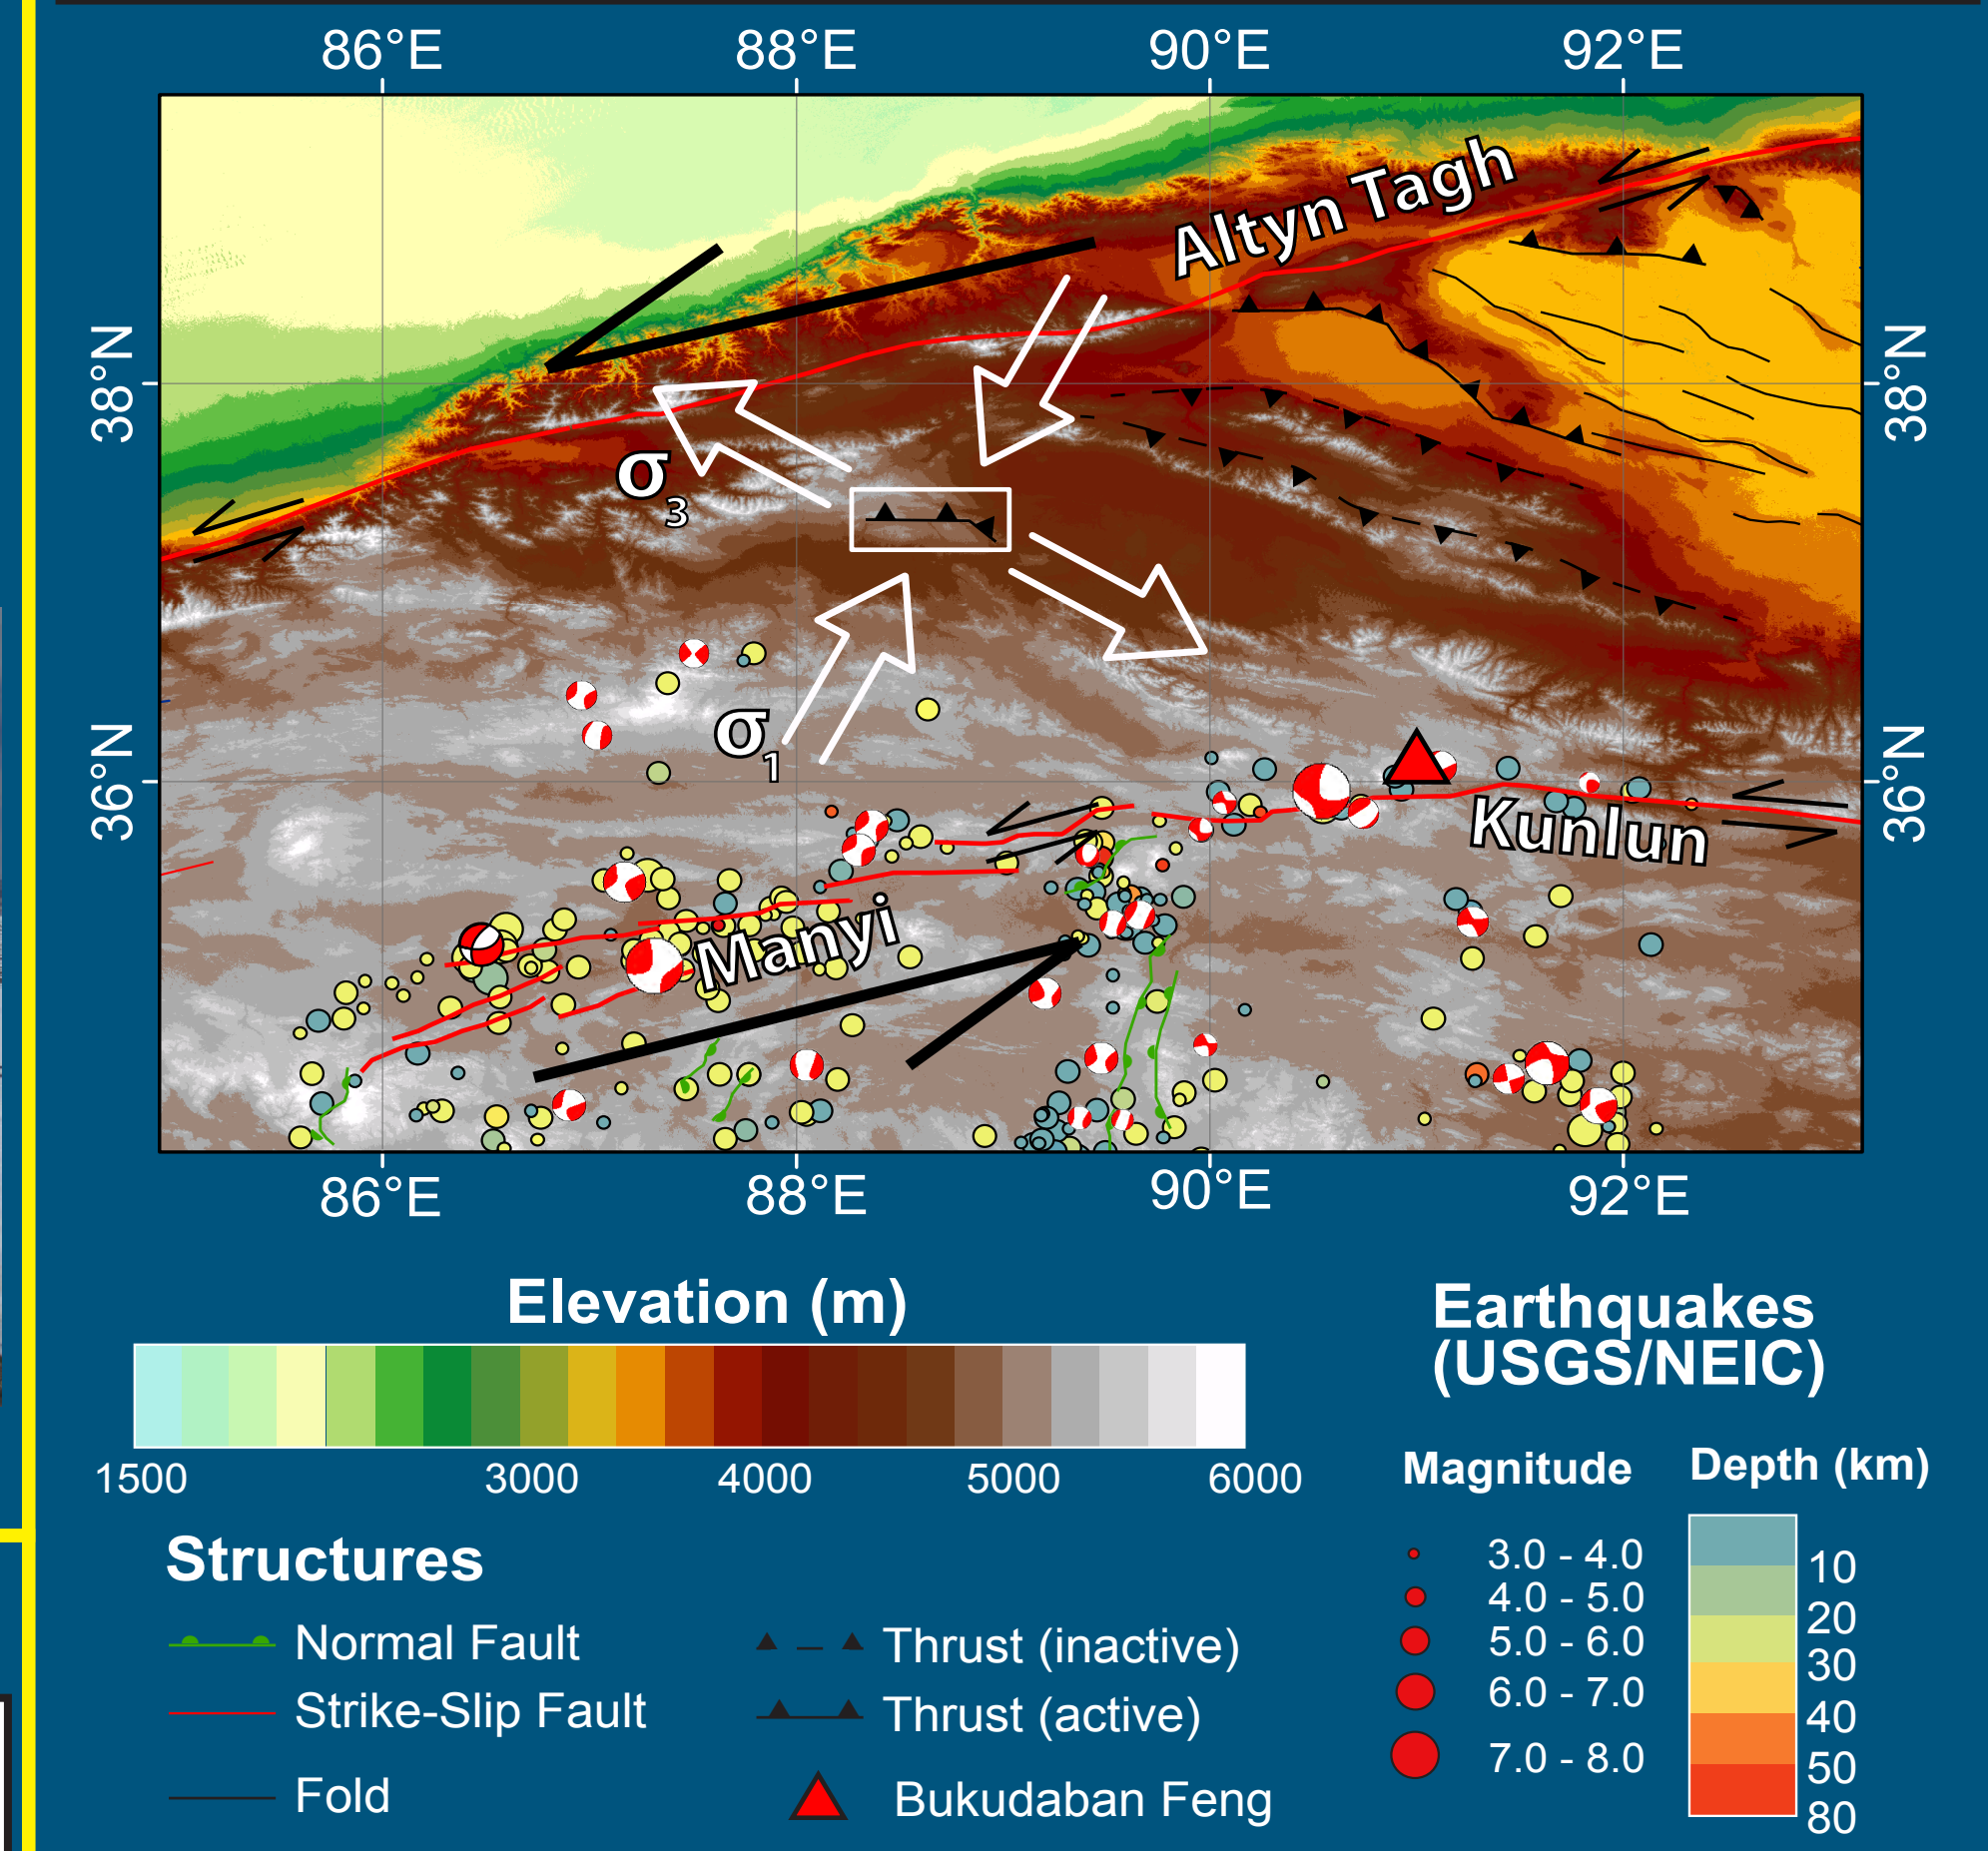 86°E 88°E 90°E 92°E
Altyn Tagh
38°N 38°N
σ3
σ1
36°N 36°N
Kunlun
Manyi
86°E 88°E 90°E 92°E
Elevation (m)
1500 3000 4000 5000 6000
Structures
Normal Fault
Strike-Slip Fault
Fold
Thrust (inactive)
Thrust (active)
Bukudaban Feng
Earthquakes
(USGS/NEIC)
Magnitude
3.0 - 4.0
4.0 - 5.0
5.0 - 6.0
6.0 - 7.0
7.0 - 8.0
Depth (km)
10
20
30
40
50
80